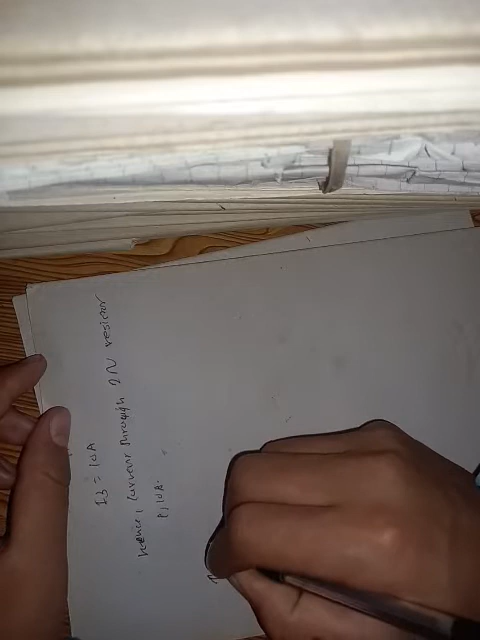 I3 = 10A
Hence, Current through 2Ω resistor
is 10A.